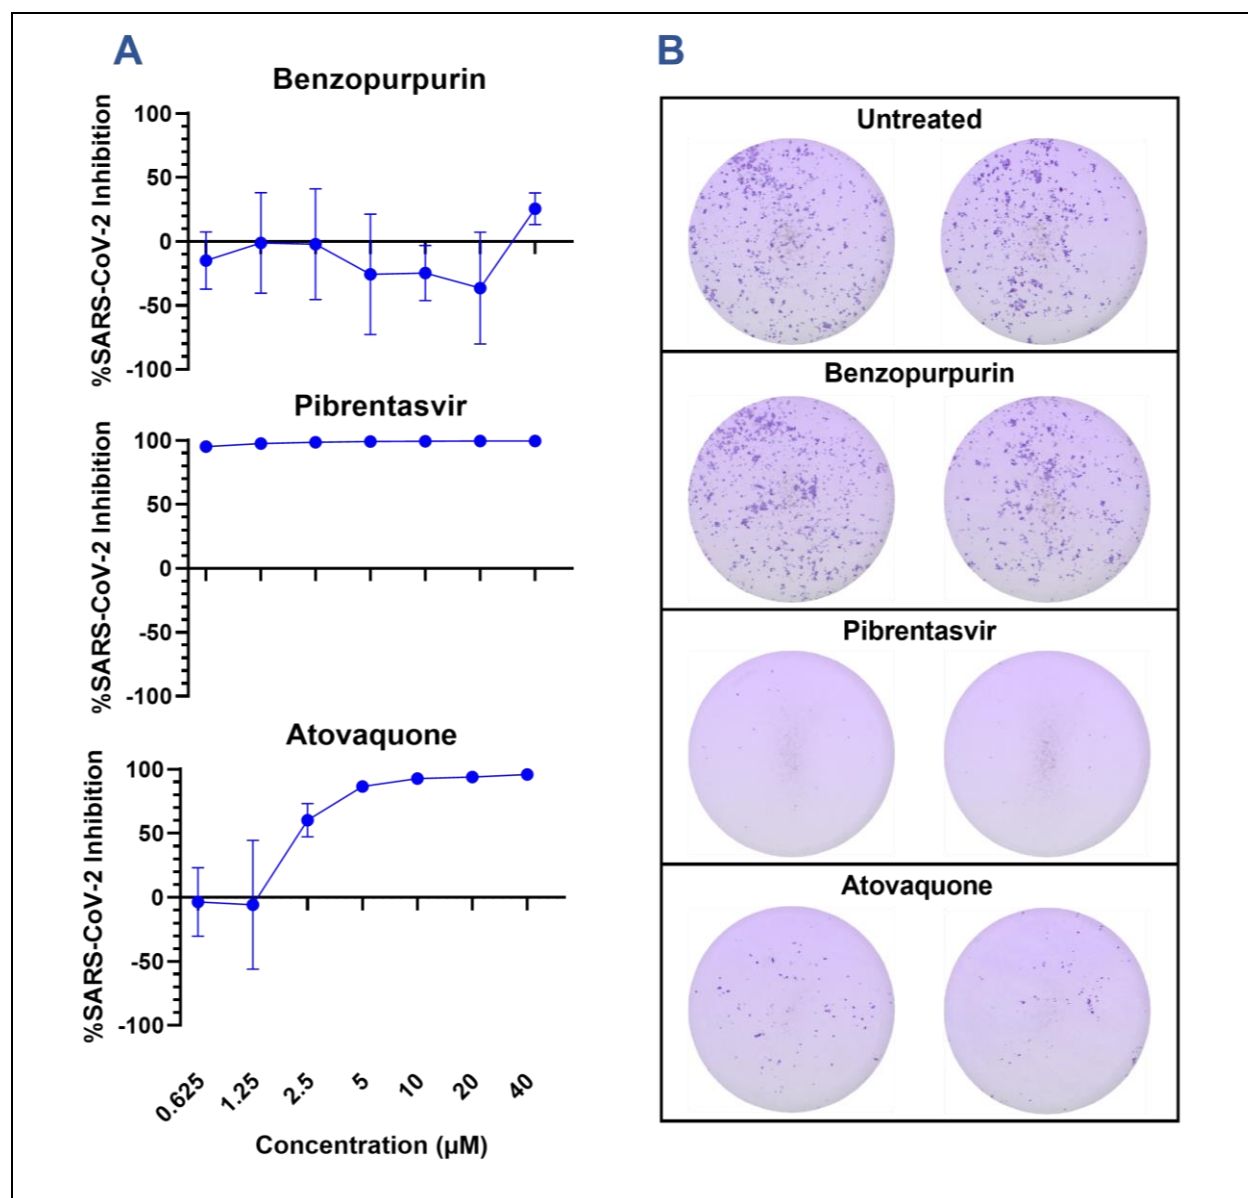 A
Benzopurpurin
%SARS-CoV-2 Inhibition
100
50
0
-50
-100
Pibrentasvir
%SARS-CoV-2 Inhibition
100
50
0
-50
-100
Atovaquone
%SARS-CoV-2 Inhibition
100
50
0
-50
-100
0.625 1.25 2.5 5 10 20 40
Concentration (µM)
B
Untreated
Benzopurpurin
Pibrentasvir
Atovaquone